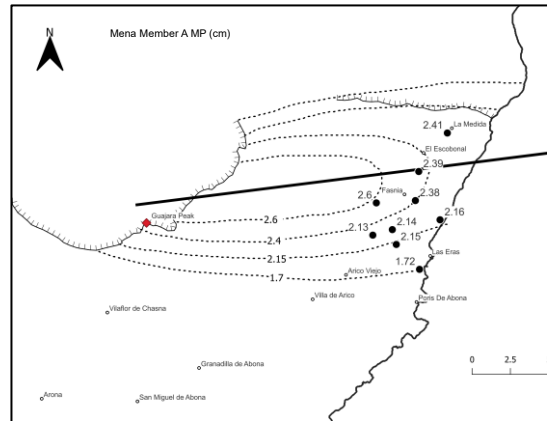 N
Mena Member A MP (cm)
2.41
La Medida
El Escobonal
2.39
Fasnia
2.6
2.38
Guajara Peak
2.6
2.16
2.14
2.13
2.4
2.15
2.15
Las Eras
1.7
1.72
Arico Viejo
Villa de Arico
Poris De Abona
Vilaflor de Chasna
Granadilla de Abona
0 2.5
Arona
San Miguel de Abona